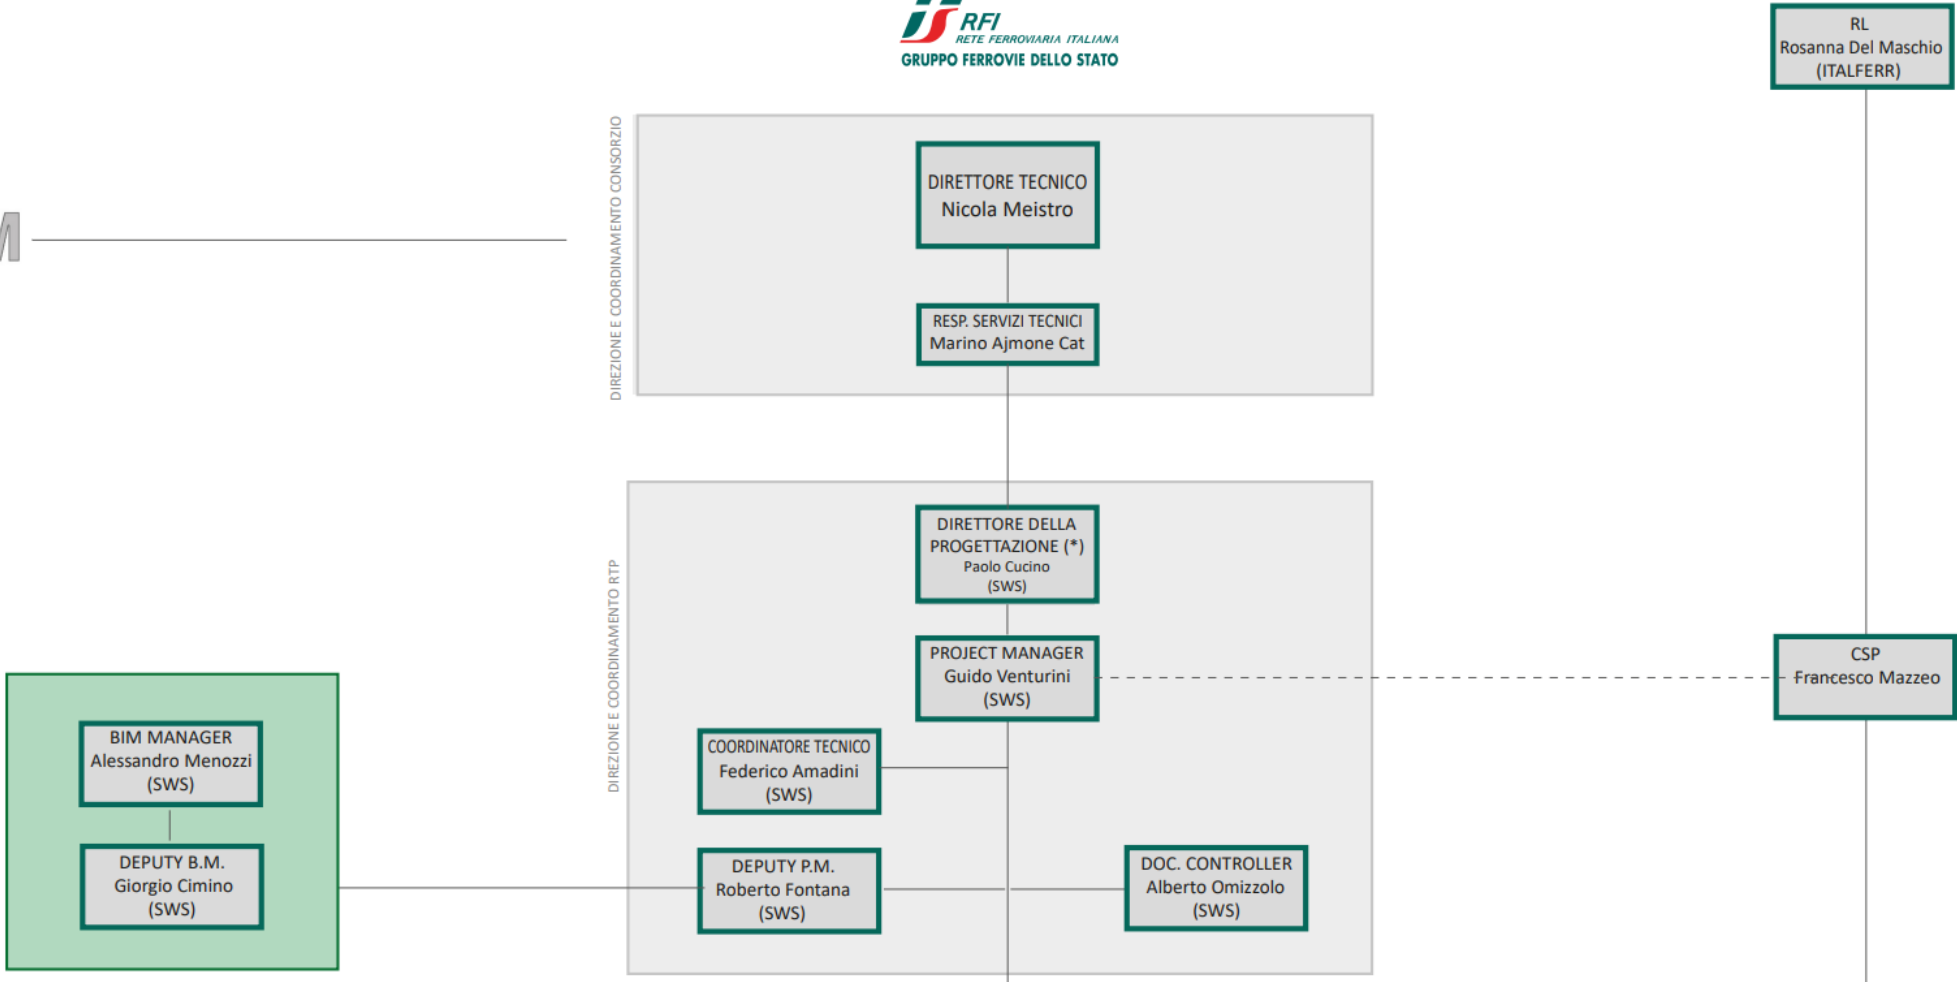 RFI
RETE FERROVIARIA ITALIANA
GRUPPO FERROVIE DELLO STATO
RL
Rosanna Del Maschio
(ITALFERR)
M
DIREZIONE E COORDINAMENTO CONSORZIO
DIRETTORE TECNICO
Nicola Meistro
RESP. SERVIZI TECNICI
Marino Ajmone Cat
DIREZIONE E COORDINAMENTO RTP
DIRETTORE DELLA
PROGETTAZIONE (*)
Paolo Cucino
(SWS)
PROJECT MANAGER
Guido Venturini
(SWS)
CSP
Francesco Mazzeo
BIM MANAGER
Alessandro Menozzi
(SWS)
COORDINATORE TECNICO
Federico Amadini
(SWS)
DEPUTY B.M.
Giorgio Cimino
(SWS)
DEPUTY P.M.
Roberto Fontana
(SWS)
DOC. CONTROLLER
Alberto Omizzolo
(SWS)